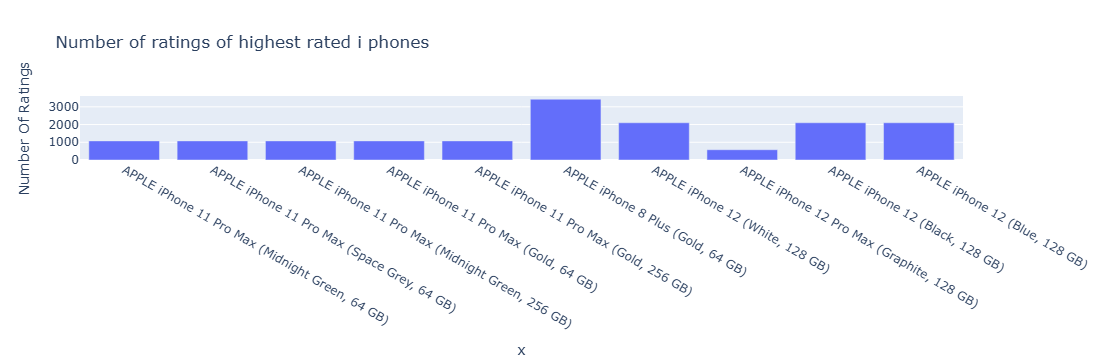 Number of ratings of highest rated i phones
Number Of Ratings
3000
2000
1000
0
APPLE iPhone 11 Pro Max (Midnight Green, 64 GB)
APPLE iPhone 11 Pro Max (Space Grey, 64 GB)
APPLE iPhone 11 Pro Max (Midnight Green, 256 GB)
APPLE iPhone 11 Pro Max (Gold, 64 GB)
APPLE iPhone 11 Pro Max (Gold, 256 GB)
APPLE iPhone 8 Plus (Gold, 64 GB)
APPLE iPhone 12 (White, 128 GB)
APPLE iPhone 12 Pro Max (Graphite, 128 GB)
APPLE iPhone 12 (Black, 128 GB)
APPLE iPhone 12 (Blue, 128 GB)
x